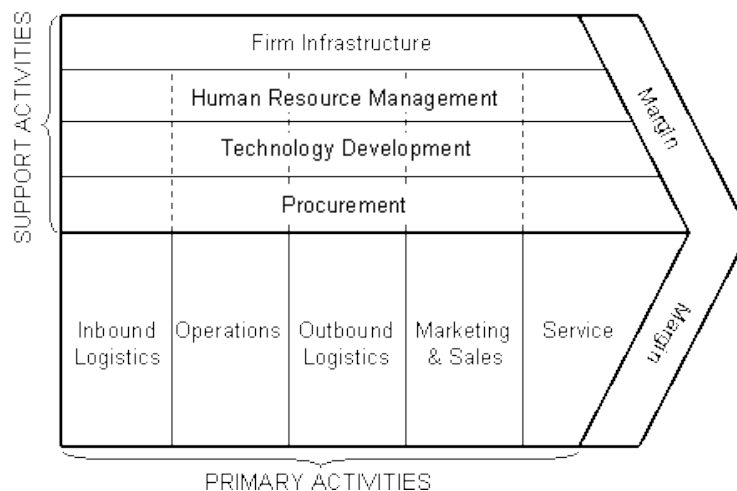 SUPPORT ACTIVITIES
Firm Infrastructure
Human Resource Management
Technology Development
Procurement
Margin
Inbound
Logistics
Operations
Outbound
Logistics
Marketing
& Sales
Service
Margin
PRIMARY ACTIVITIES